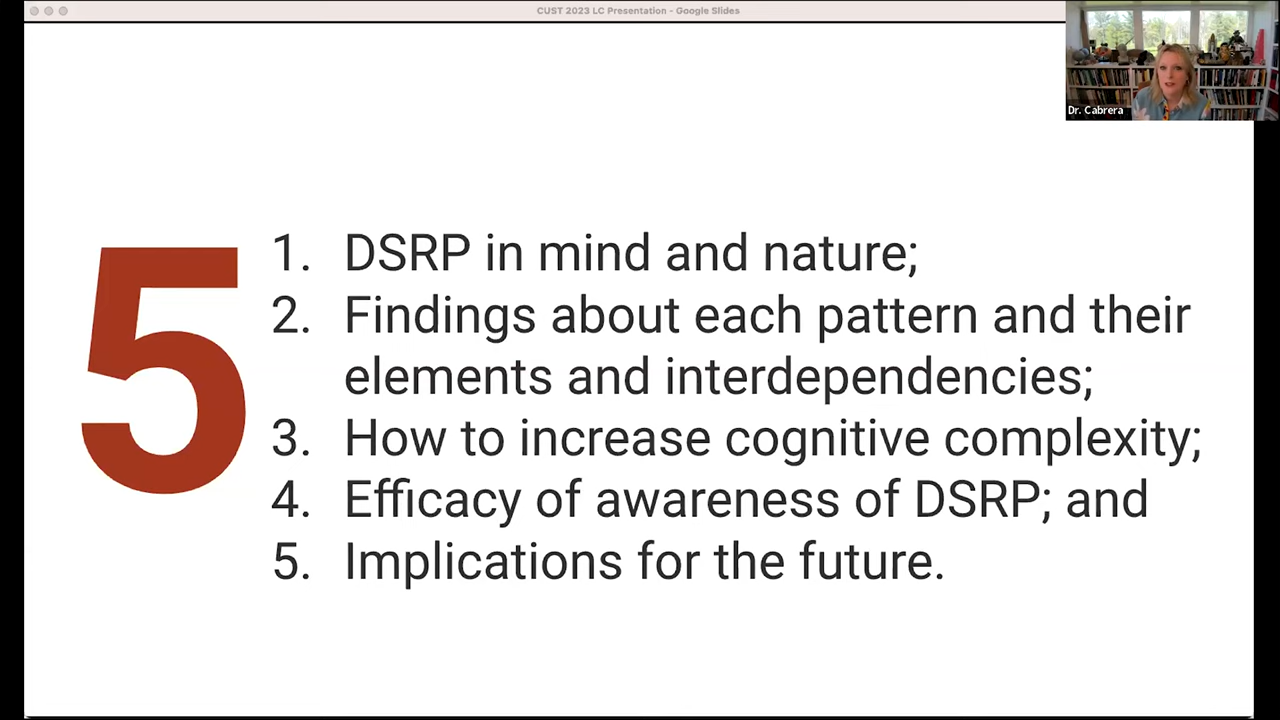 CUST 2023 LC Presentation - Google Slides
Dr. Cabrera
5
1. DSRP in mind and nature;
2. Findings about each pattern and their
elements and interdependencies;
3. How to increase cognitive complexity;
4. Efficacy of awareness of DSRP; and
5. Implications for the future.